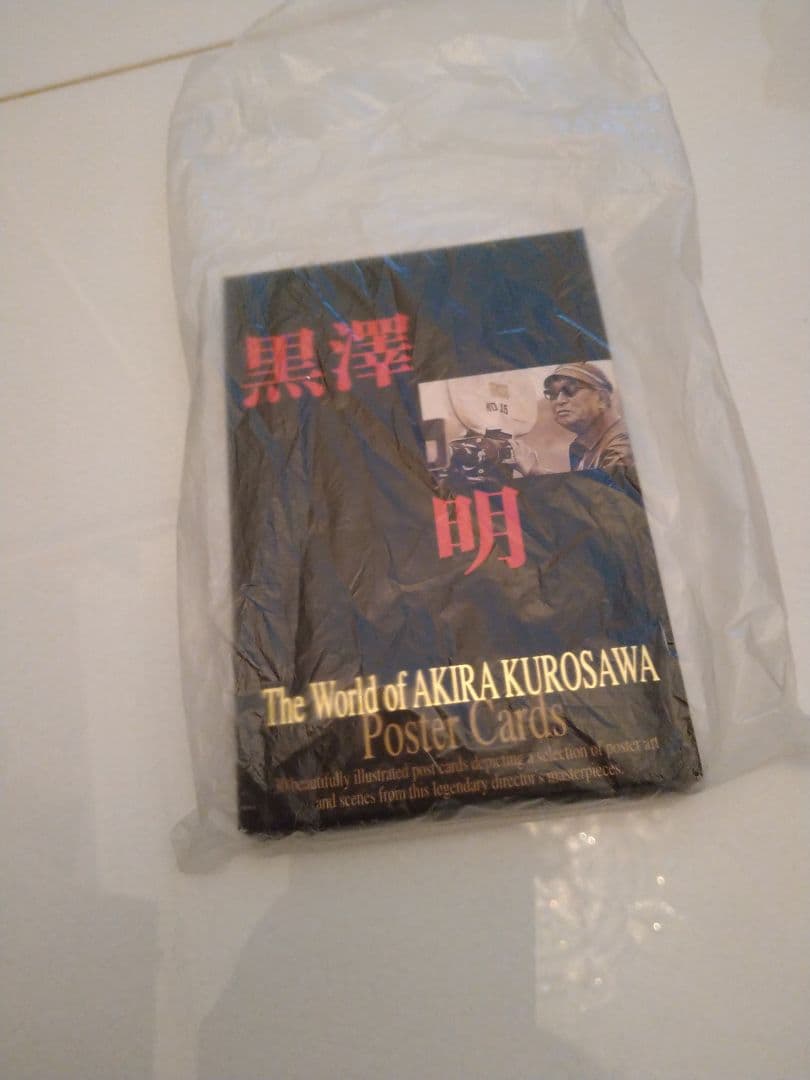 黒澤
明
The World of AKIRA KUROSAWA
Poster Cards
beautifully illustrated post cards depicting a selection of poster art
and scenes from this legendary director's masterpieces.